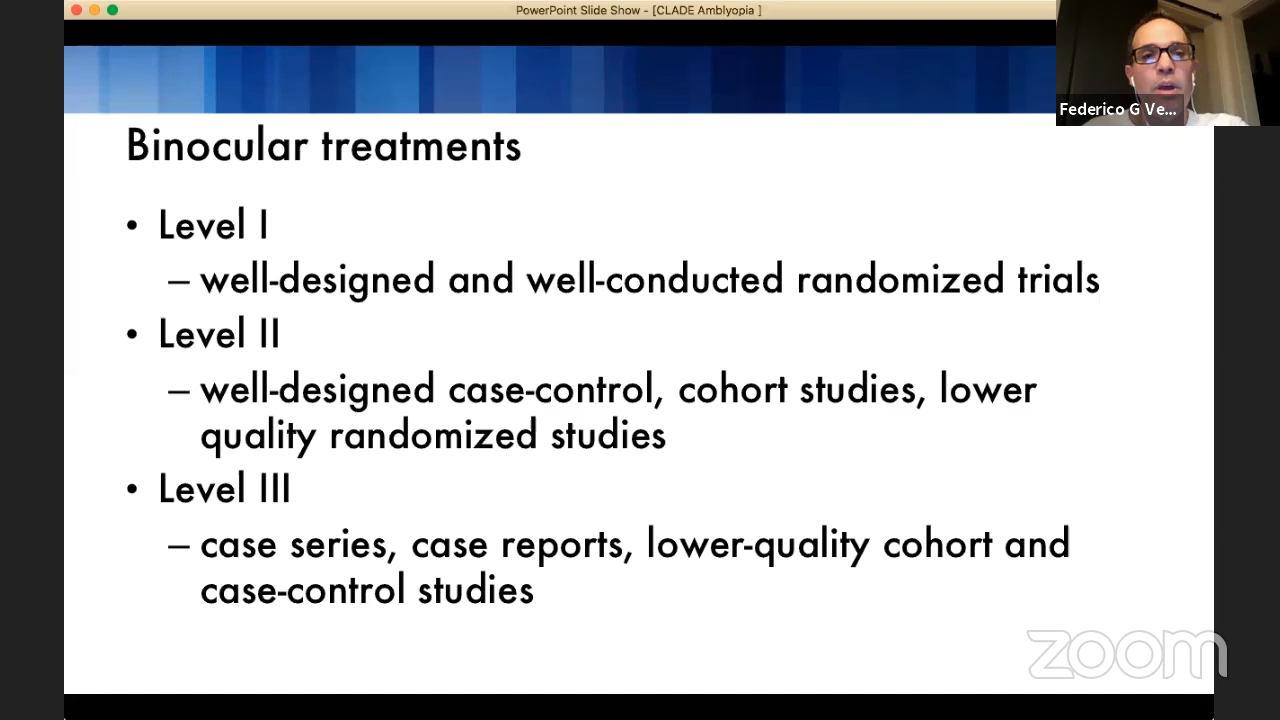 PowerPoint Slide Show - [CLADE Amblyopia ]
Federico G Ve...
Binocular treatments
• Level I
– well-designed and well-conducted randomized trials
• Level II
– well-designed case-control, cohort studies, lower
quality randomized studies
• Level III
– case series, case reports, lower-quality cohort and
case-control studies
zoom